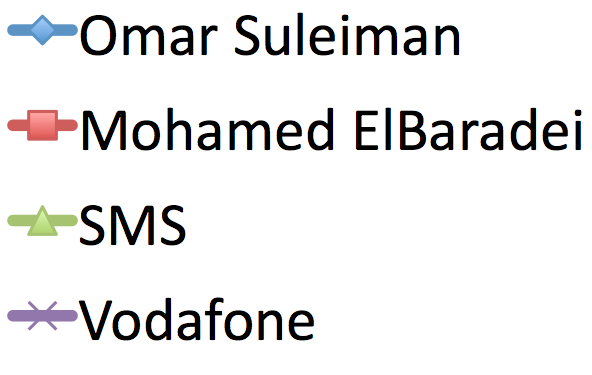 Omar Suleiman
Mohamed ElBaradei
SMS
Vodafone